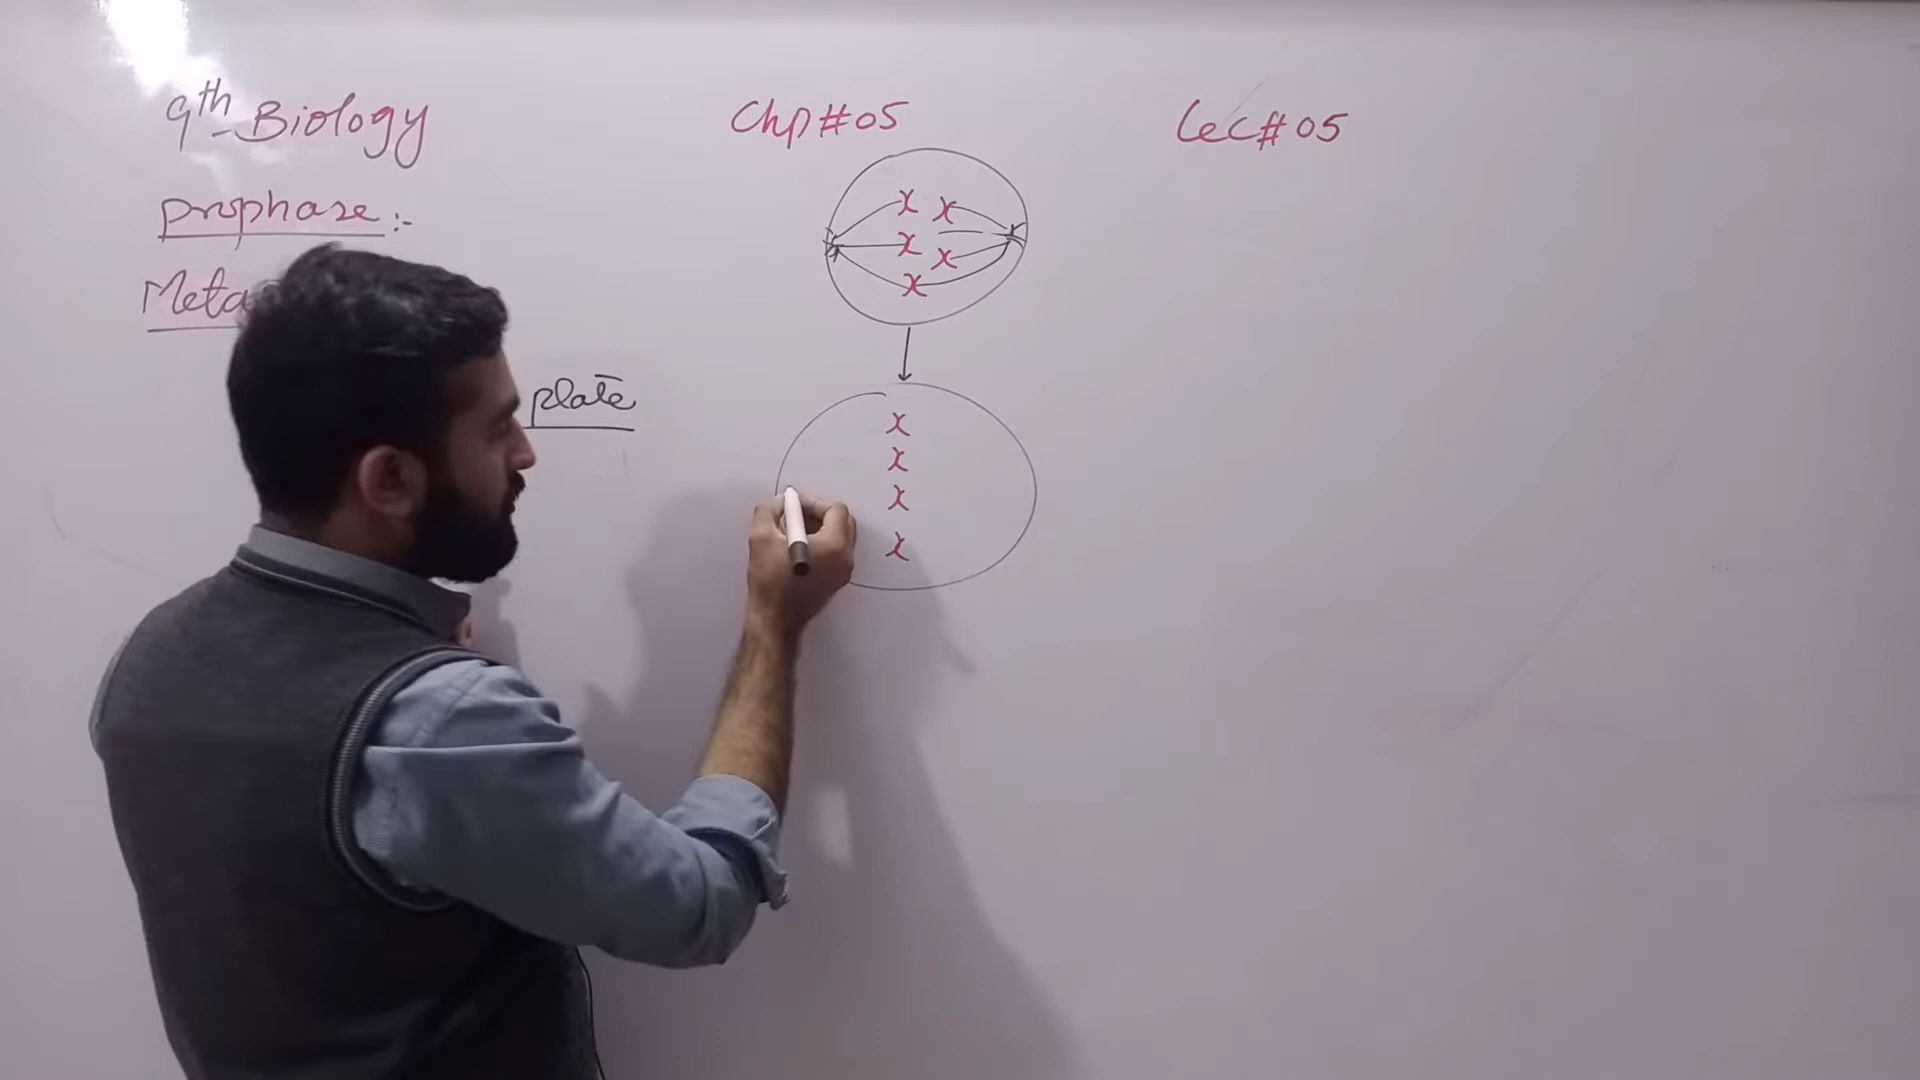 9th Biology Chp#05 Lec#05
Prophase:-
plate
x x
x x
x
x
x
x
x